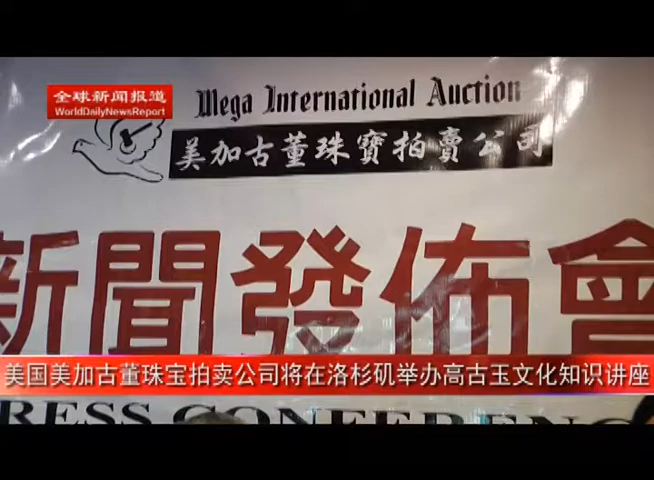 Mega International Auction
全球新闻报道
WorldDailyNewsReport
美加古董珠寶拍賣公司
新聞發佈會
美国美加古董珠宝拍卖公司将在洛杉矶举办高古玉文化知识讲座
RESS CONFERENC